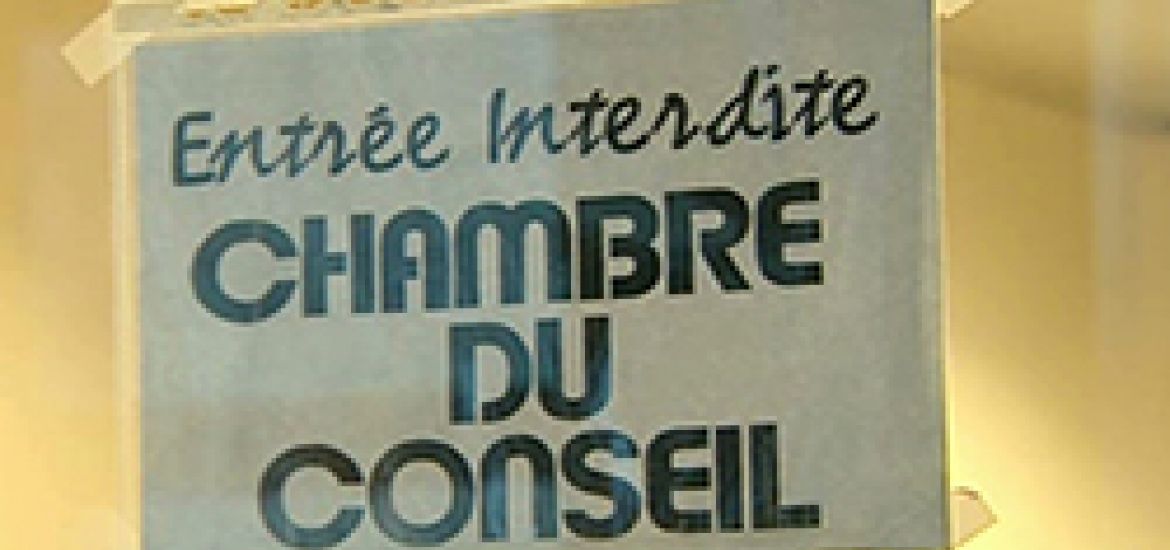 Entrée Interdite
CHAMBRE
DU
CONSEIL